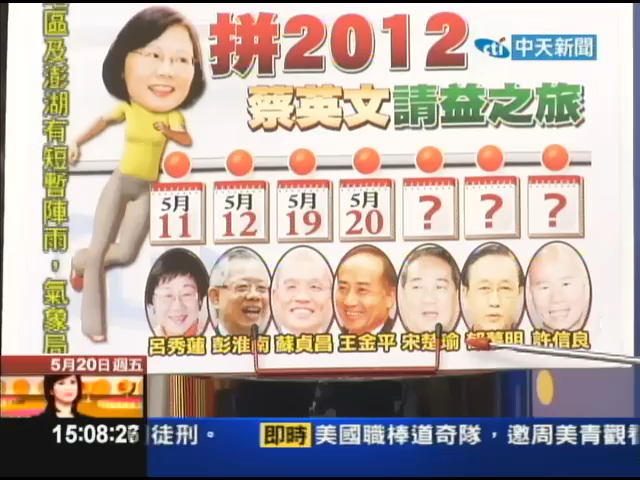 拼2012
cti 中天新聞
蔡英文請益之旅
5月 11
5月 12
5月 19
5月 20
?
?
?
呂秀蓮 彭淮南 蘇貞昌 王金平 宋楚瑜 明 許信良
區及澎湖有短暫陣雨，氣象局
5月20日週五
15:08:26
徒刑。 即時 美國職棒道奇隊，邀周美青觀看